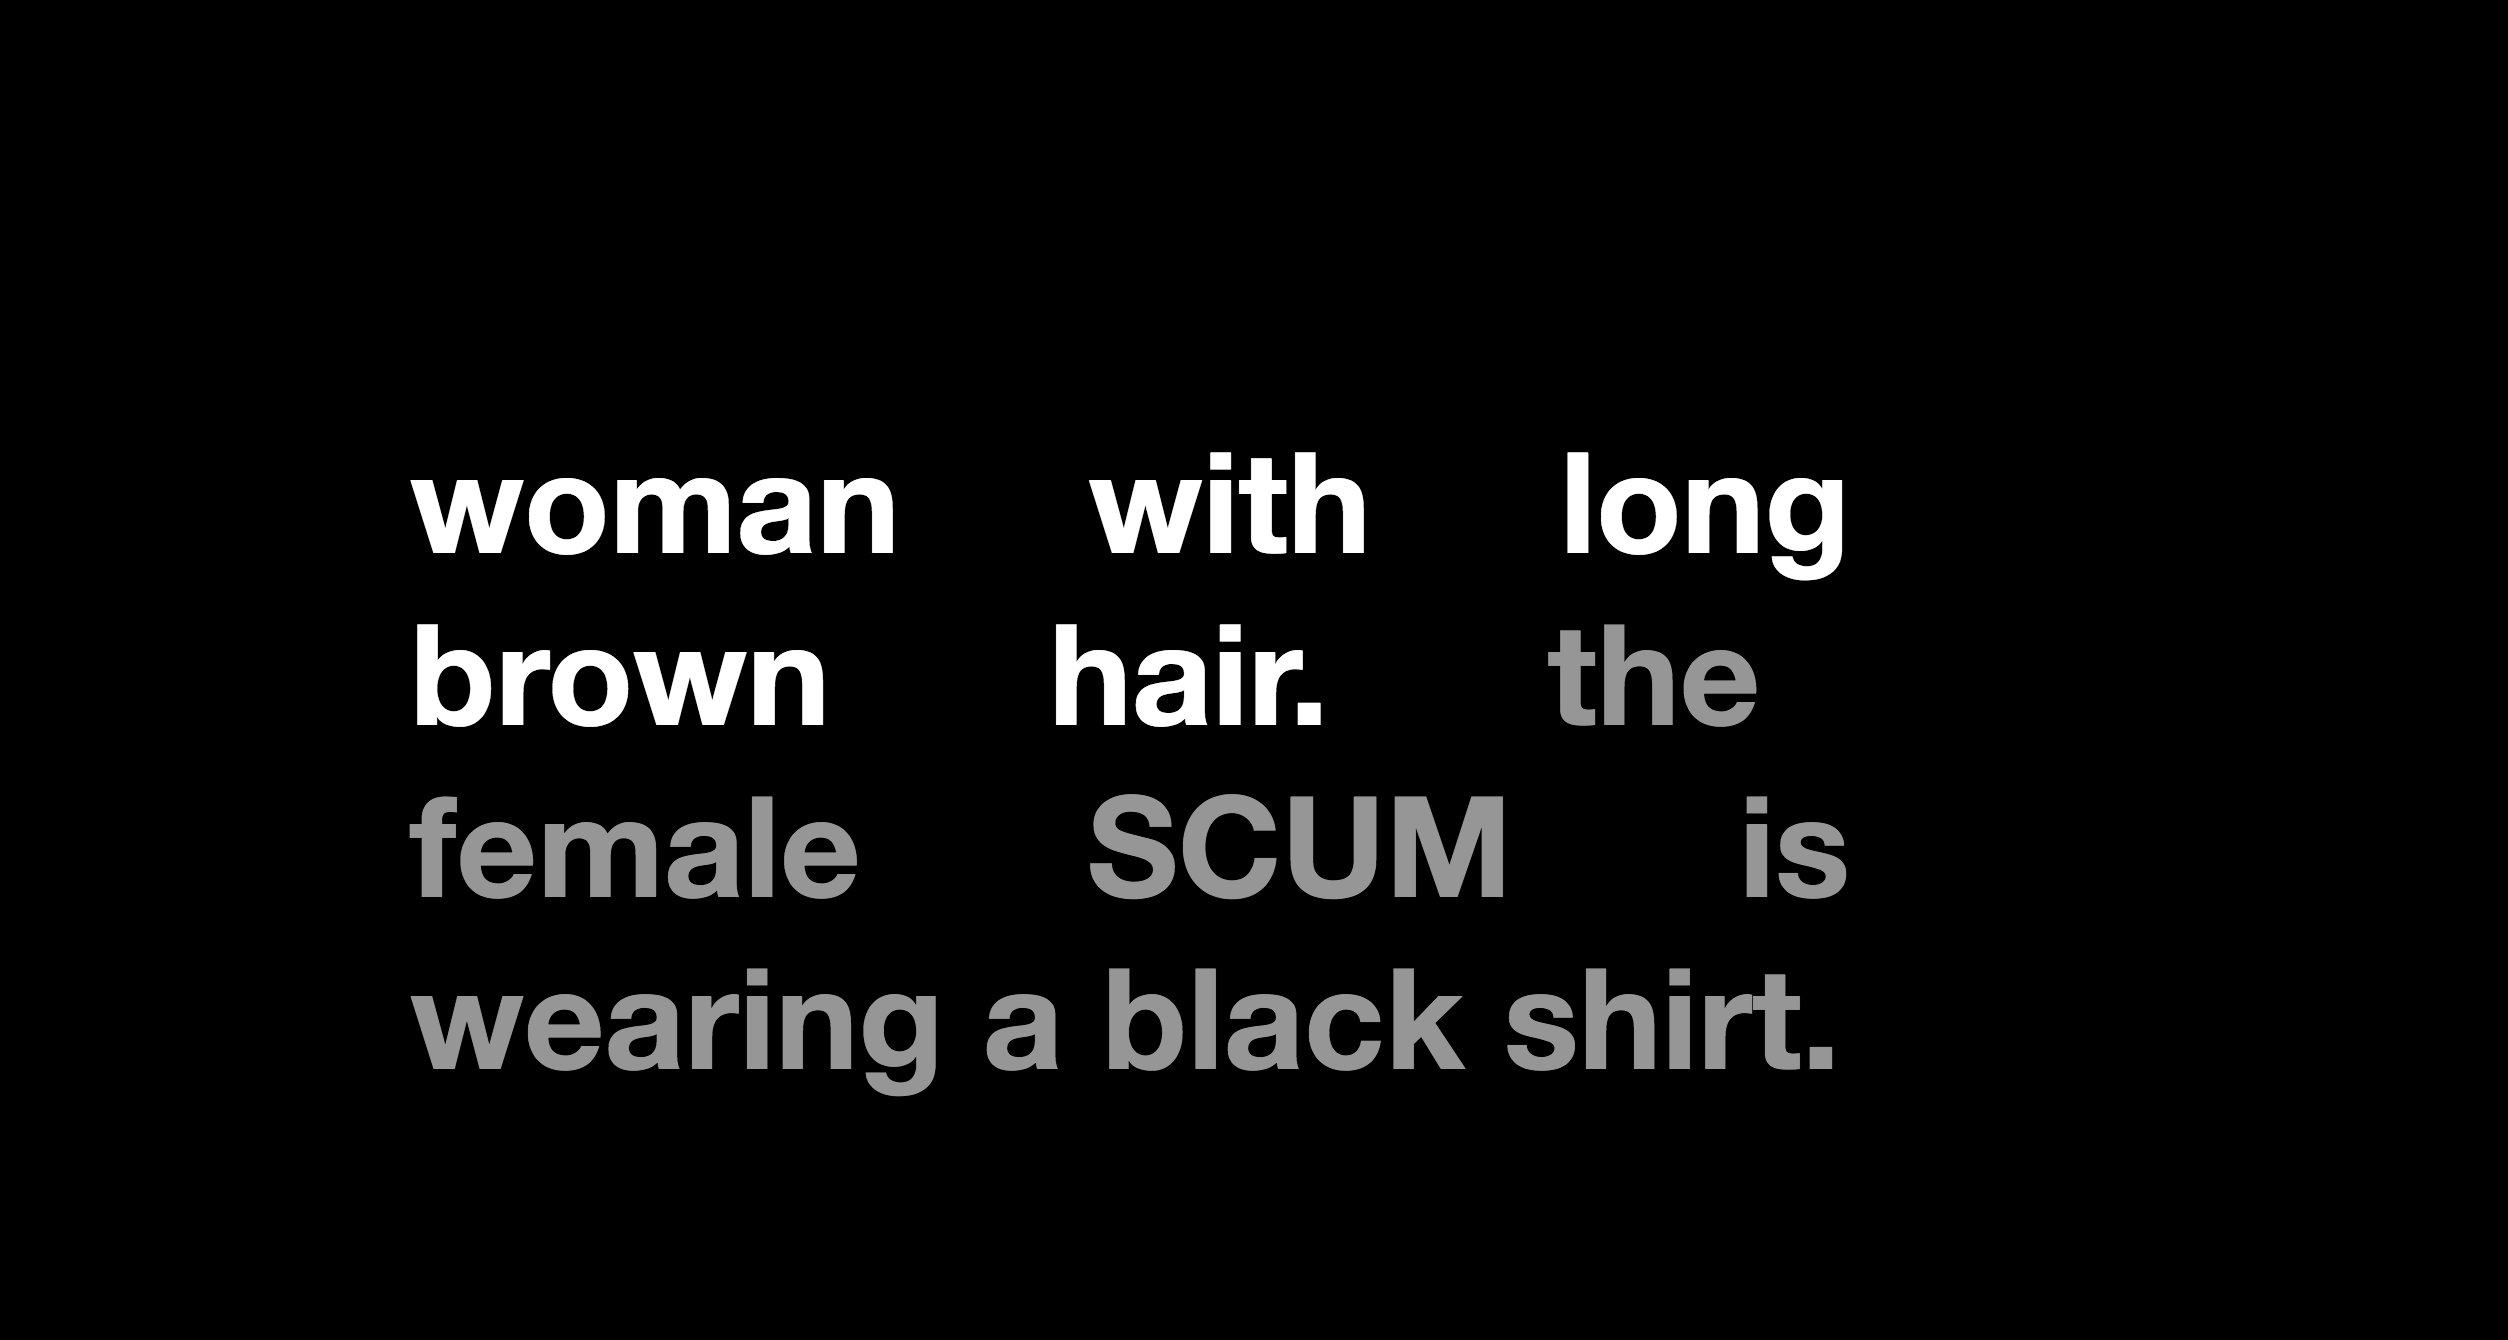 woman with long
brown hair. the
female SCUM is
wearing a black shirt.